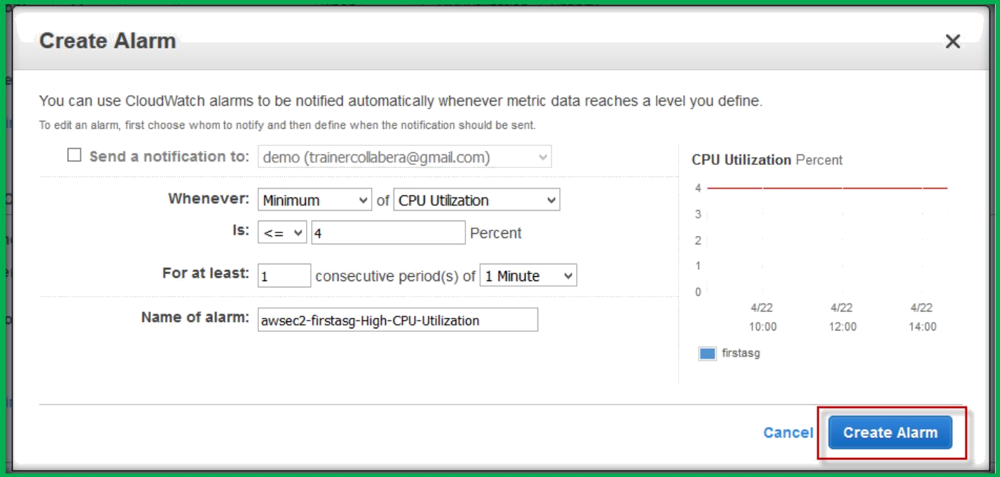 Create Alarm
You can use CloudWatch alarms to be notified automatically whenever metric data reaches a level you define.
To edit an alarm, first choose whom to notify and then define when the notification should be sent.
Send a notification to: demo (trainercollabera@gmail.com)
Whenever: Minimum of CPU Utilization
Is: <= 4 Percent
For at least: 1 consecutive period(s) of 1 Minute
Name of alarm: awsec2-firstasg-High-CPU-Utilization
CPU Utilization Percent
4
3
2
1
0
4/22 4/22 4/22
10:00 12:00 14:00
firstasg
Cancel Create Alarm